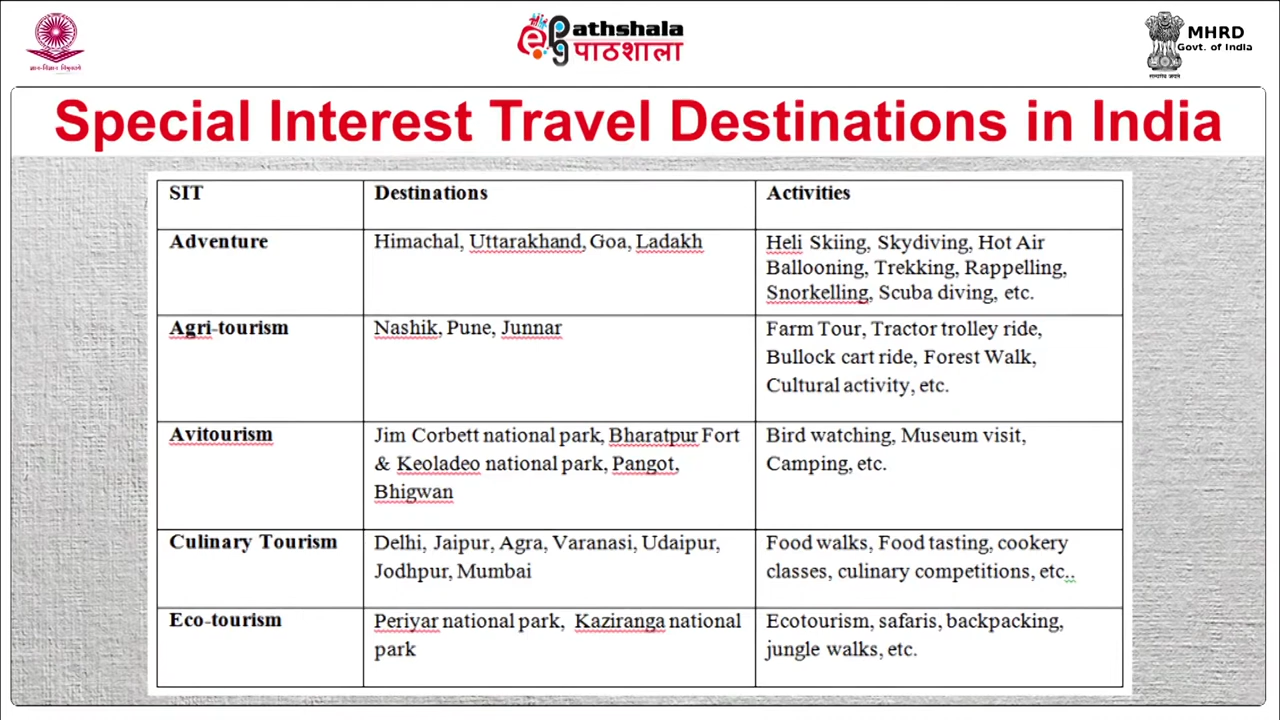 ज्ञान-विज्ञान विमुक्तये
Pathshala
पाठशाला
MHRD
Govt. of India
सत्यमेव जयते
Special Interest Travel Destinations in India
SIT
Destinations
Activities
Adventure
Himachal, Uttarakhand, Goa, Ladakh
Heli Skiing, Skydiving, Hot Air
Ballooning, Trekking, Rappelling,
Snorkelling, Scuba diving, etc.
Agri-tourism
Nashik, Pune, Junnar
Farm Tour, Tractor trolley ride,
Bullock cart ride, Forest Walk,
Cultural activity, etc.
Avitourism
Jim Corbett national park, Bharatpur Fort
& Keoladeo national park, Pangot,
Bhigwan
Bird watching, Museum visit,
Camping, etc.
Culinary Tourism
Delhi, Jaipur, Agra, Varanasi, Udaipur,
Jodhpur, Mumbai
Food walks, Food tasting, cookery
classes, culinary competitions, etc..
Eco-tourism
Periyar national park, Kaziranga national
park
Ecotourism, safaris, backpacking,
jungle walks, etc.